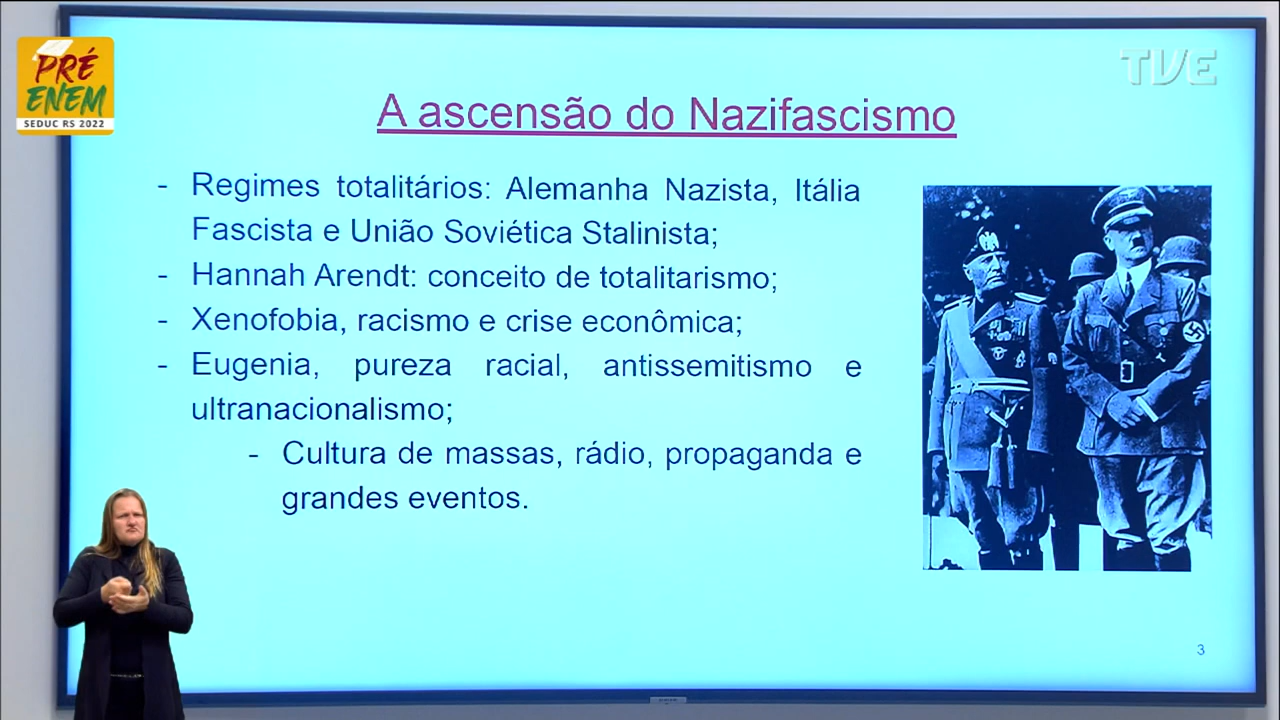 PRÉ
ENEM
SEDUC RS 2022
TVE
A ascensão do Nazifascismo
- Regimes totalitários: Alemanha Nazista, Itália
Fascista e União Soviética Stalinista;
- Hannah Arendt: conceito de totalitarismo;
- Xenofobia, racismo e crise econômica;
- Eugenia, pureza racial, antissemitismo e
ultranacionalismo;
- Cultura de massas, rádio, propaganda e
grandes eventos.
3